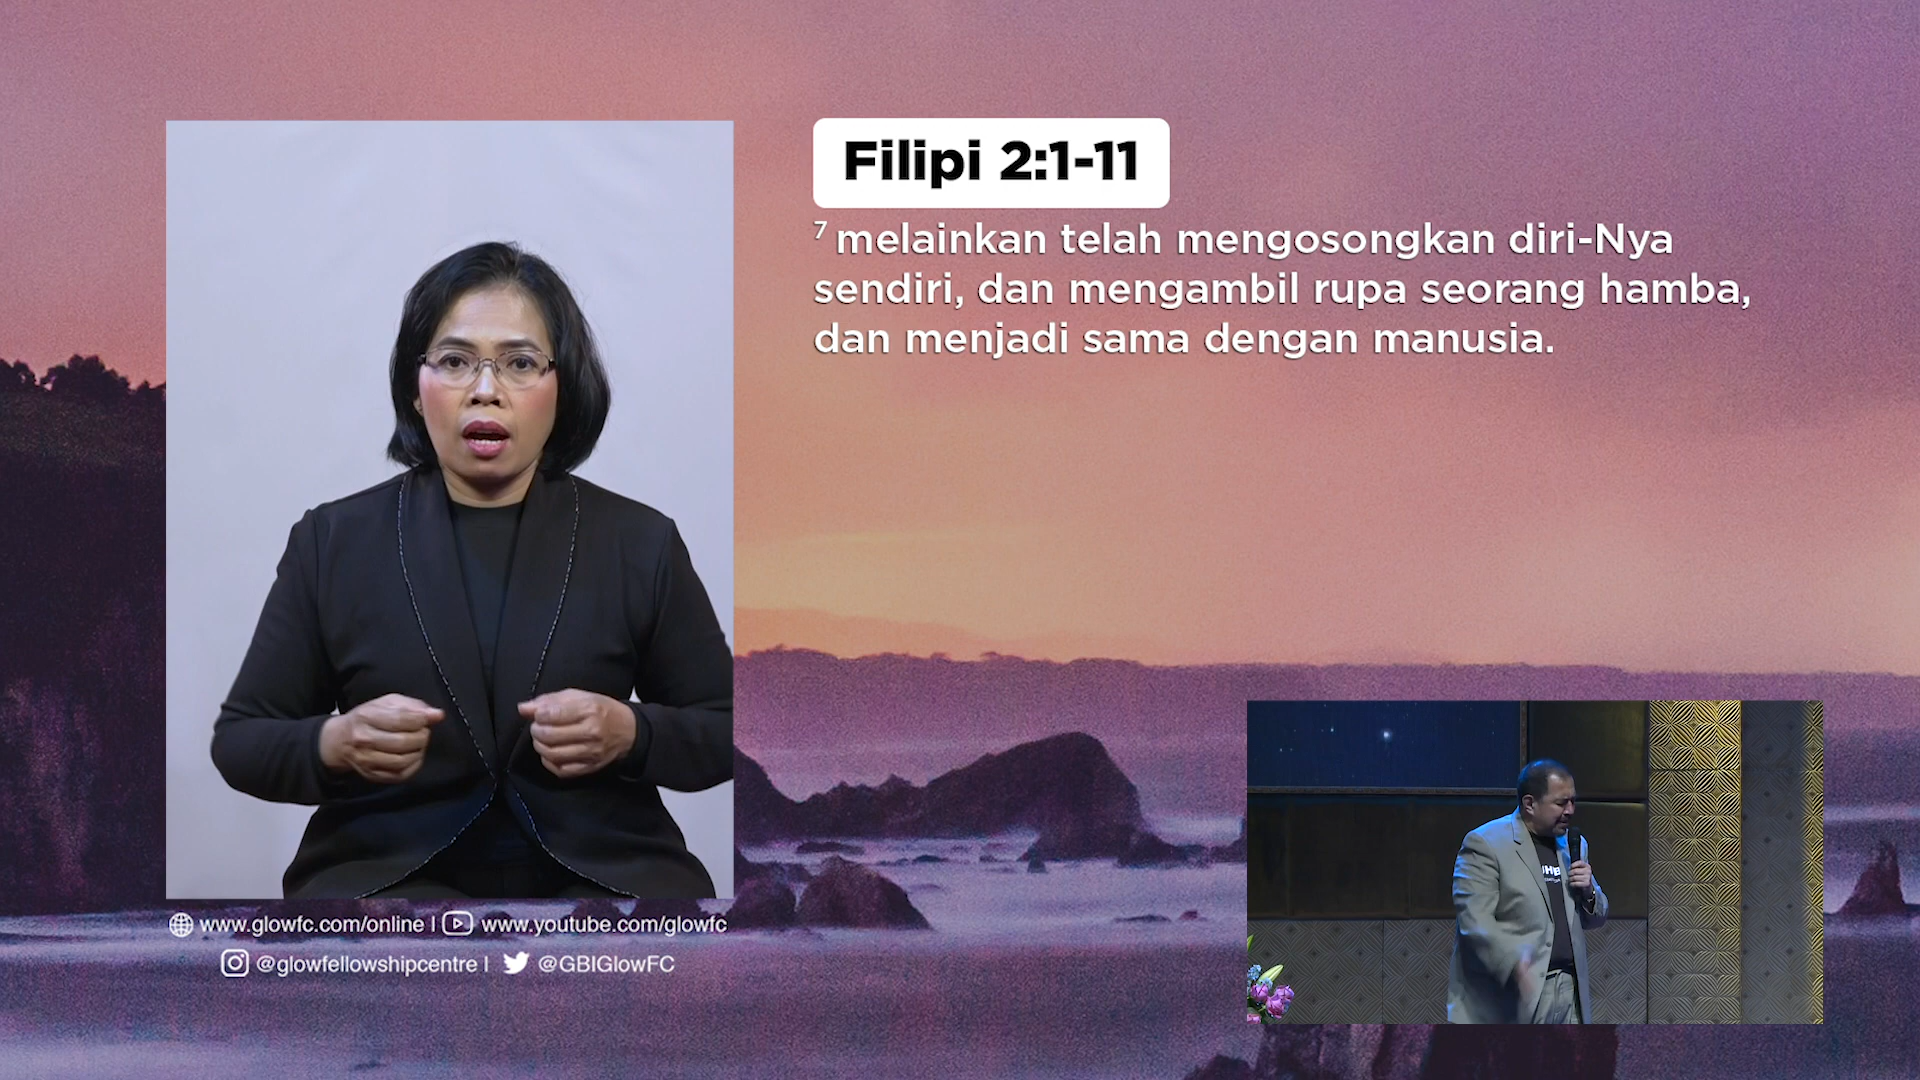 Filipi 2:1-11
7 melainkan telah mengosongkan diri-Nya
sendiri, dan mengambil rupa seorang hamba,
dan menjadi sama dengan manusia.
www.glowfc.com/online | www.youtube.com/glowfc
@glowfellowshipcentre | @GBIGlowFC